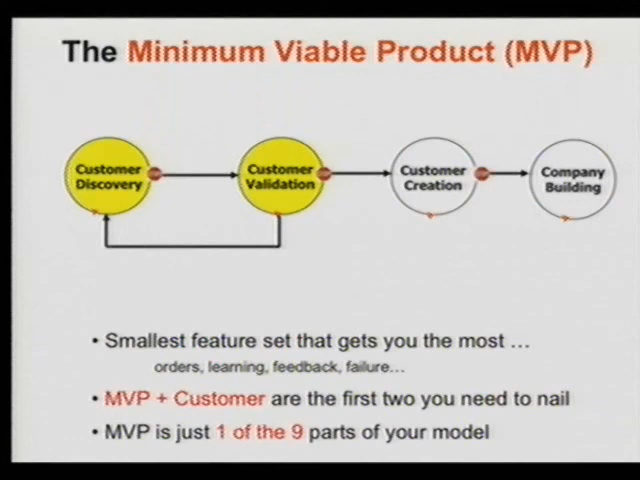 The Minimum Viable Product (MVP)
Customer
Discovery
Customer
Validation
Customer
Creation
Company
Building
• Smallest feature set that gets you the most …
orders, learning, feedback, failure…
• MVP + Customer are the first two you need to nail
• MVP is just 1 of the 9 parts of your model